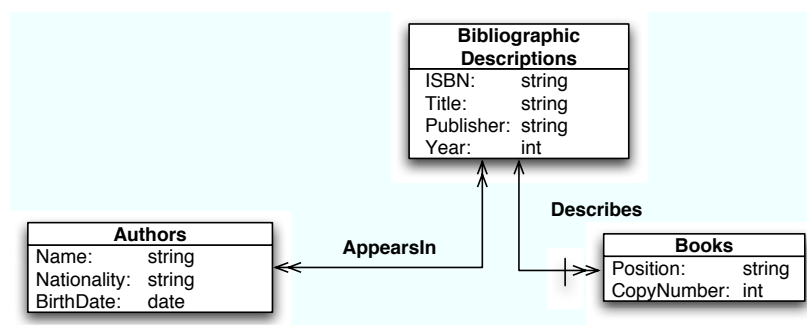 Bibliographic
Descriptions
ISBN: string
Title: string
Publisher: string
Year: int
Describes
Authors
Name: string
Nationality: string
BirthDate: date
AppearsIn
Books
Position: string
CopyNumber: int